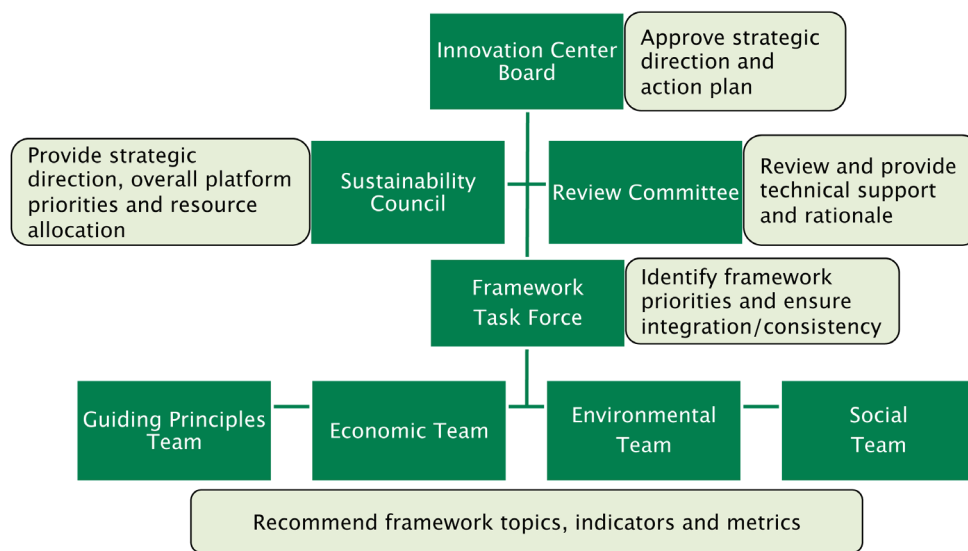 Innovation Center
Board
Approve strategic
direction and
action plan
Provide strategic
direction, overall platform
priorities and resource
allocation
Sustainability
Council
Review Committee
Review and provide
technical support
and rationale
Framework
Task Force
Identify framework
priorities and ensure
integration/consistency
Guiding Principles
Team
Economic Team
Environmental
Team
Social
Team
Recommend framework topics, indicators and metrics